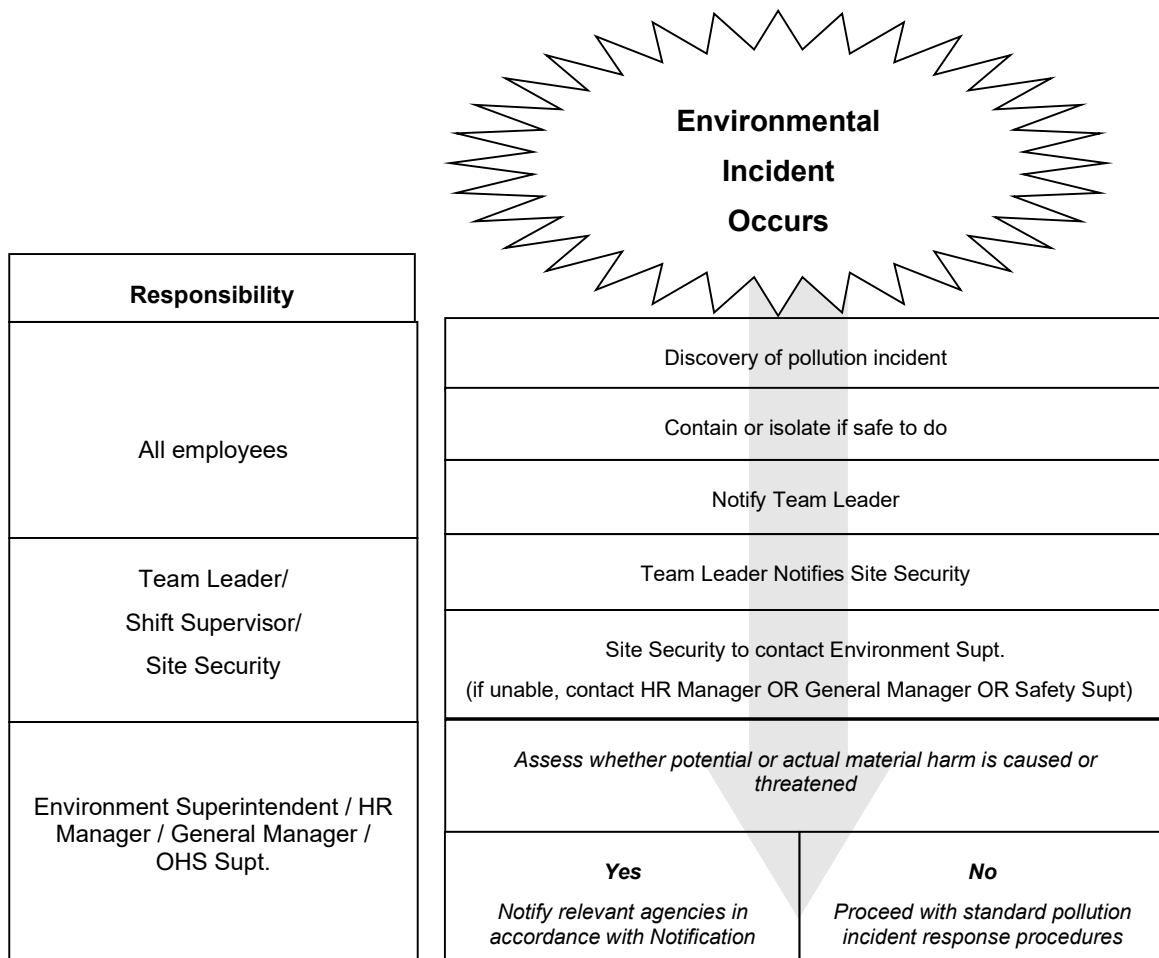 Environmental
Incident
Occurs
Responsibility
All employees
Discovery of pollution incident
Contain or isolate if safe to do
Notify Team Leader
Team Leader/
Shift Supervisor/
Site Security
Team Leader Notifies Site Security
Site Security to contact Environment Supt.
(if unable, contact HR Manager OR General Manager OR Safety Supt)
Environment Superintendent / HR
Manager / General Manager /
OHS Supt.
Assess whether potential or actual material harm is caused or
threatened
Yes
Notify relevant agencies in
accordance with Notification
No
Proceed with standard pollution
incident response procedures